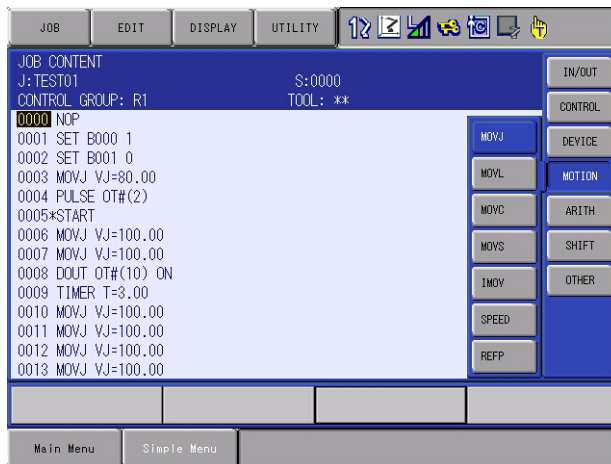 JOB EDIT DISPLAY UTILITY
JOB CONTENT
J:TEST01 S:0000
CONTROL GROUP: R1 TOOL: **
0000 NOP
0001 SET B000 1
0002 SET B001 0
0003 MOVJ VJ=80.00
0004 PULSE OT#(2)
0005*START
0006 MOVJ VJ=100.00
0007 MOVJ VJ=100.00
0008 DOUT OT#(10) ON
0009 TIMER T=3.00
0010 MOVJ VJ=100.00
0011 MOVJ VJ=100.00
0012 MOVJ VJ=100.00
0013 MOVJ VJ=100.00
MOVJ
MOVL
MOVC
MOVS
IMOV
SPEED
REFP
IN/OUT
CONTROL
DEVICE
MOTION
ARITH
SHIFT
OTHER
Main Menu Simple Menu